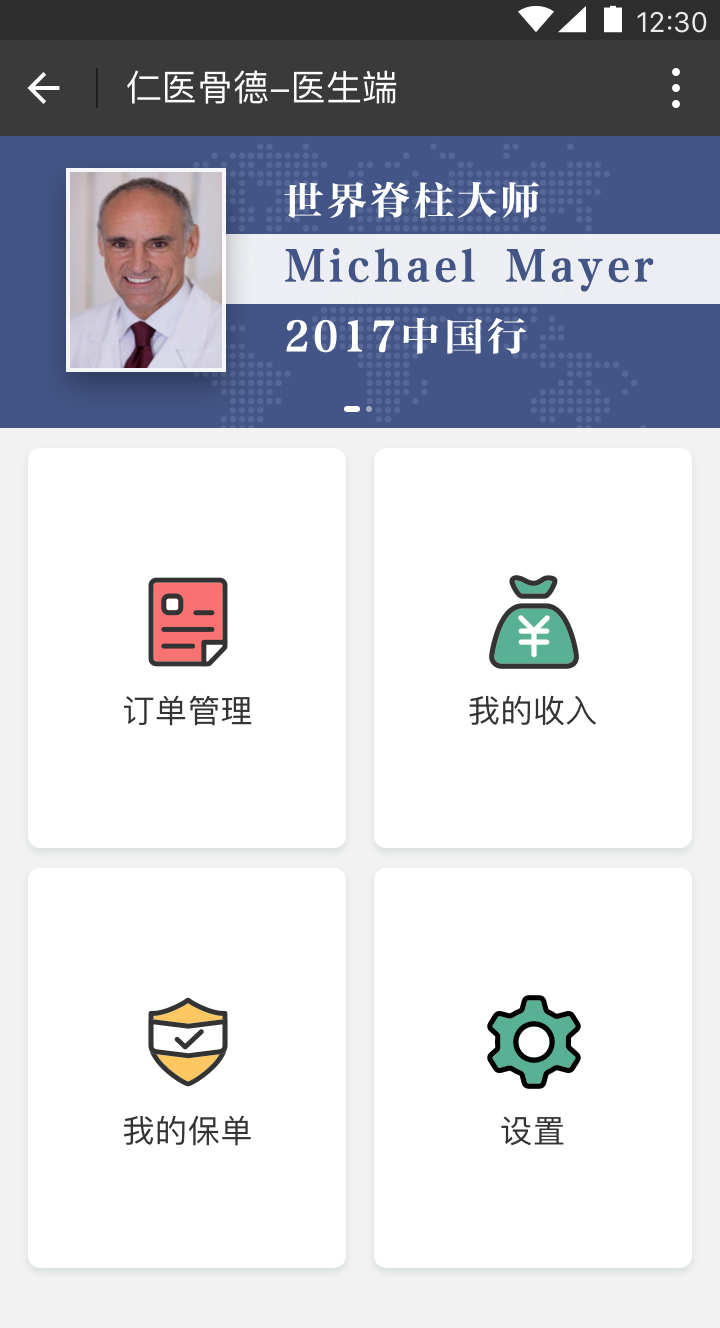 12:30
仁医骨德–医生端
世界脊柱大师
Michael Mayer
2017中国行
订单管理
我的收入
我的保单
设置